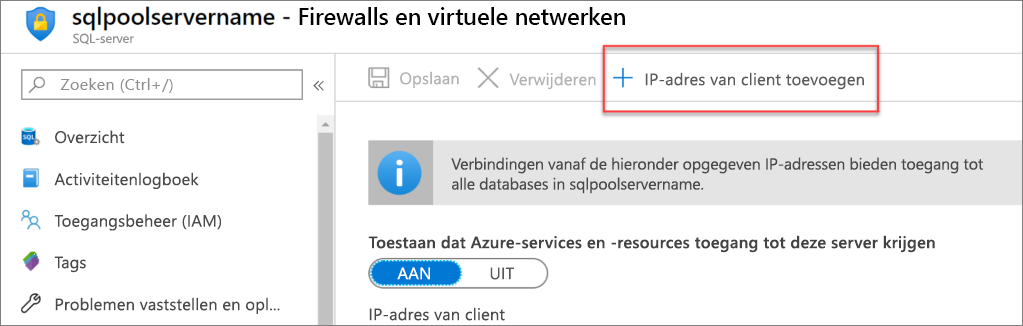 sqlpoolservername - Firewalls en virtuele netwerken
SQL-server
Zoeken (Ctrl+/)
«
Opslaan
Verwijderen
IP-adres van client toevoegen
SQL
Overzicht
Activiteitenlogboek
Toegangsbeheer (IAM)
Tags
Problemen vaststellen en opl...
Verbindingen vanaf de hieronder opgegeven IP-adressen bieden toegang tot
alle databases in sqlpoolservername.
Toestaan dat Azure-services en -resources toegang tot deze server krijgen
AAN
UIT
IP-adres van client